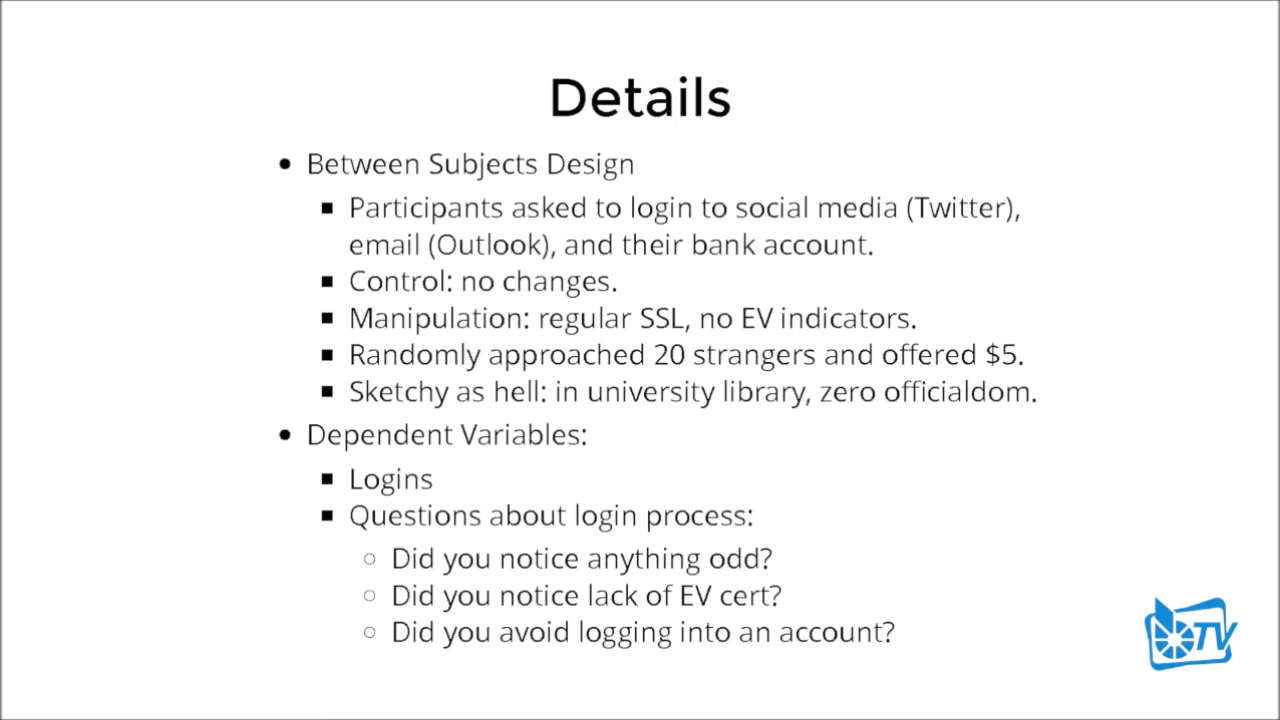 Details
• Between Subjects Design
▪ Participants asked to login to social media (Twitter),
email (Outlook), and their bank account.
▪ Control: no changes.
▪ Manipulation: regular SSL, no EV indicators.
▪ Randomly approached 20 strangers and offered $5.
▪ Sketchy as hell: in university library, zero officialdom.
• Dependent Variables:
▪ Logins
▪ Questions about login process:
○ Did you notice anything odd?
○ Did you notice lack of EV cert?
○ Did you avoid logging into an account?
TV